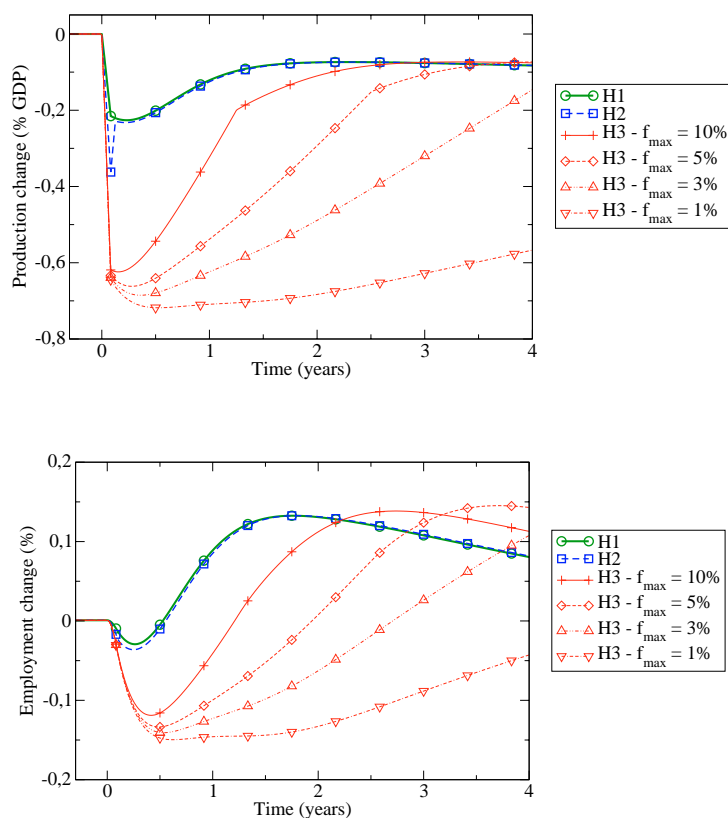 0
-0,2
-0,4
-0,6
-0,8
Production change (% GDP)
0 1 2 3 4
Time (years)
H1
H2
H3 - f_max = 10%
H3 - f_max = 5%
H3 - f_max = 3%
H3 - f_max = 1%
0,2
0,1
0
-0,1
-0,2
Employment change (%)
0 1 2 3 4
Time (years)
H1
H2
H3 - f_max = 10%
H3 - f_max = 5%
H3 - f_max = 3%
H3 - f_max = 1%